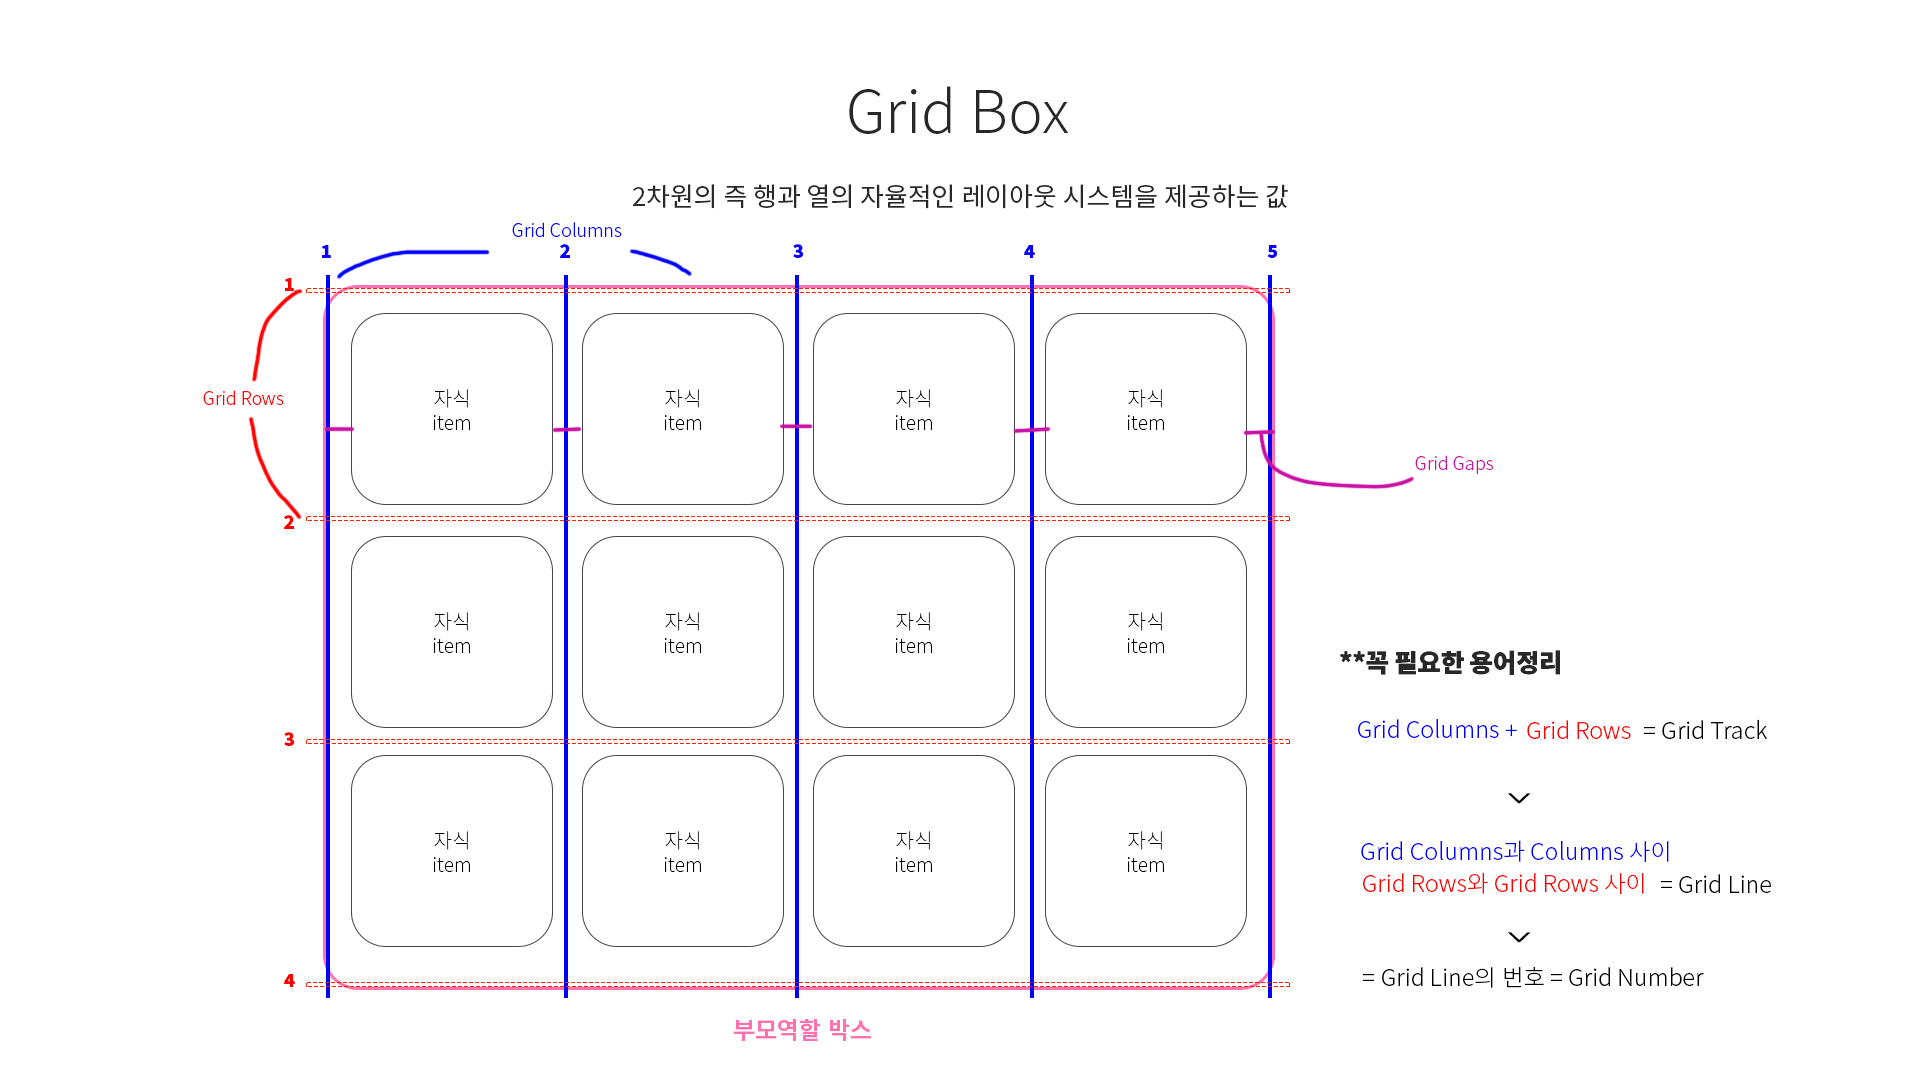 Grid Box
2차원의 즉 행과 열의 자율적인 레이아웃 시스템을 제공하는 값
Grid Columns
1 2 3 4 5
1
자식 자식 자식 자식
item item item item
Grid Rows
Grid Gaps
2
자식 자식 자식 자식
item item item item
3
자식 자식 자식 자식
item item item item
4
부모역할 박스
**꼭 필요한 용어정리
Grid Columns + Grid Rows = Grid Track
Grid Columns과 Columns 사이
Grid Rows와 Grid Rows 사이 = Grid Line
= Grid Line의 번호 = Grid Number